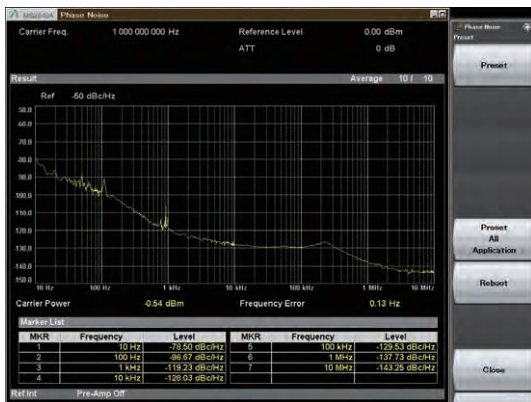 MS2840A Phase Noise
Carrier Freq. 1 000 000 000 Hz Reference Level 0.00 dBm
ATT 0 dB
Result Average 10 / 10
Ref -50 dBc/Hz
50.0
60.0
70.0
80.0
90.0
100.0
110.0
120.0
130.0
140.0
150.0
10 Hz 100 Hz 1 kHz 10 kHz 100 kHz 1 MHz 10 MHz
Carrier Power -0.54 dBm Frequency Error 0.13 Hz
Marker List
MKR Frequency Level MKR Frequency Level
1 10 Hz -78.50 dBc/Hz 5 100 kHz -129.53 dBc/Hz
2 100 Hz -98.67 dBc/Hz 6 1 MHz -137.73 dBc/Hz
3 1 kHz -119.23 dBc/Hz 7 10 MHz -143.25 dBc/Hz
4 10 kHz -128.03 dBc/Hz
Ref.Int Pre-Amp Off
Phase Noise
Preset
Preset
Preset
All
Application
Reboot
Close